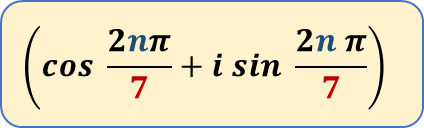 (cos 2nπ/7 + i sin 2n π/7)